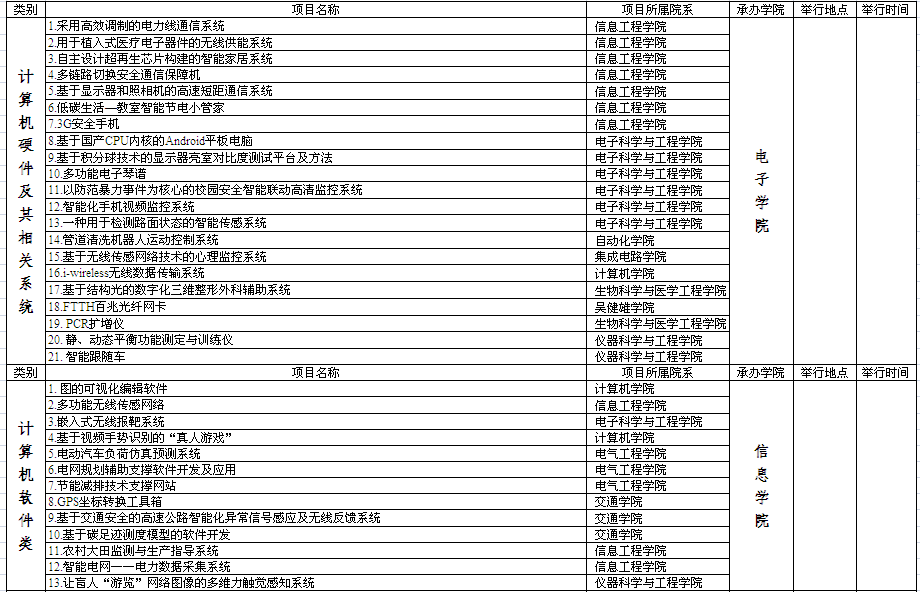 类别 项目名称 项目所属院系 承办学院 举行地点 举行时间
计算机硬件及其相关系统
电子学院
1.采用高效调制的电力线通信系统 信息工程学院
2.用于植入式医疗电子器件的无线供能系统 信息工程学院
3.自主设计超再生芯片构建的智能家居系统 信息工程学院
4.多链路切换安全通信保障机 信息工程学院
5.基于显示器和照相机的高速短距通信系统 信息工程学院
6.低碳生活—教室智能节电小管家 信息工程学院
7.3G安全手机 信息工程学院
8.基于国产CPU内核的Android平板电脑 电子科学与工程学院
9.基于积分球技术的显示器亮室对比度测试平台及方法 电子科学与工程学院
10.多功能电子琴谱 电子科学与工程学院
11.以防范暴力事件为核心的校园安全智能联动高清监控系统 电子科学与工程学院
12.智能化手机视频监控系统 电子科学与工程学院
13.一种用于检测路面状态的智能传感系统 电子科学与工程学院
14.管道清洗机器人运动控制系统 自动化学院
15.基于无线传感网络技术的心理监控系统 集成电路学院
16.i-wireless无线数据传输系统 计算机学院
17.基于结构光的数字化三维整形外科辅助系统 生物科学与医学工程学院
18.FTTH百兆光纤网卡 吴健雄学院
19. PCR扩增仪 生物科学与医学工程学院
20. 静、动态平衡功能测定与训练仪 仪器科学与工程学院
21. 智能跟随车 仪器科学与工程学院
类别 项目名称 项目所属院系 承办学院 举行地点 举行时间
计算机软件类
信息学院
1. 图的可视化编辑软件 计算机学院
2.多功能无线传感网络 信息工程学院
3.嵌入式无线报靶系统 电子科学与工程学院
4.基于视频手势识别的“真人游戏” 计算机学院
5.电动汽车负荷仿真预测系统 电气工程学院
6.电网规划辅助支撑软件开发及应用 电气工程学院
7.节能减排技术支撑网站 电气工程学院
8.GPS坐标转换工具箱 交通学院
9.基于交通安全的高速公路智能化异常信号感应及无线反馈系统 交通学院
10.基于碳足迹测度模型的软件开发 交通学院
11.农村大田监测与生产指导系统 信息工程学院
12.智能电网——电力数据采集系统 信息工程学院
13.让盲人“游览”网络图像的多维力触觉感知系统 仪器科学与工程学院